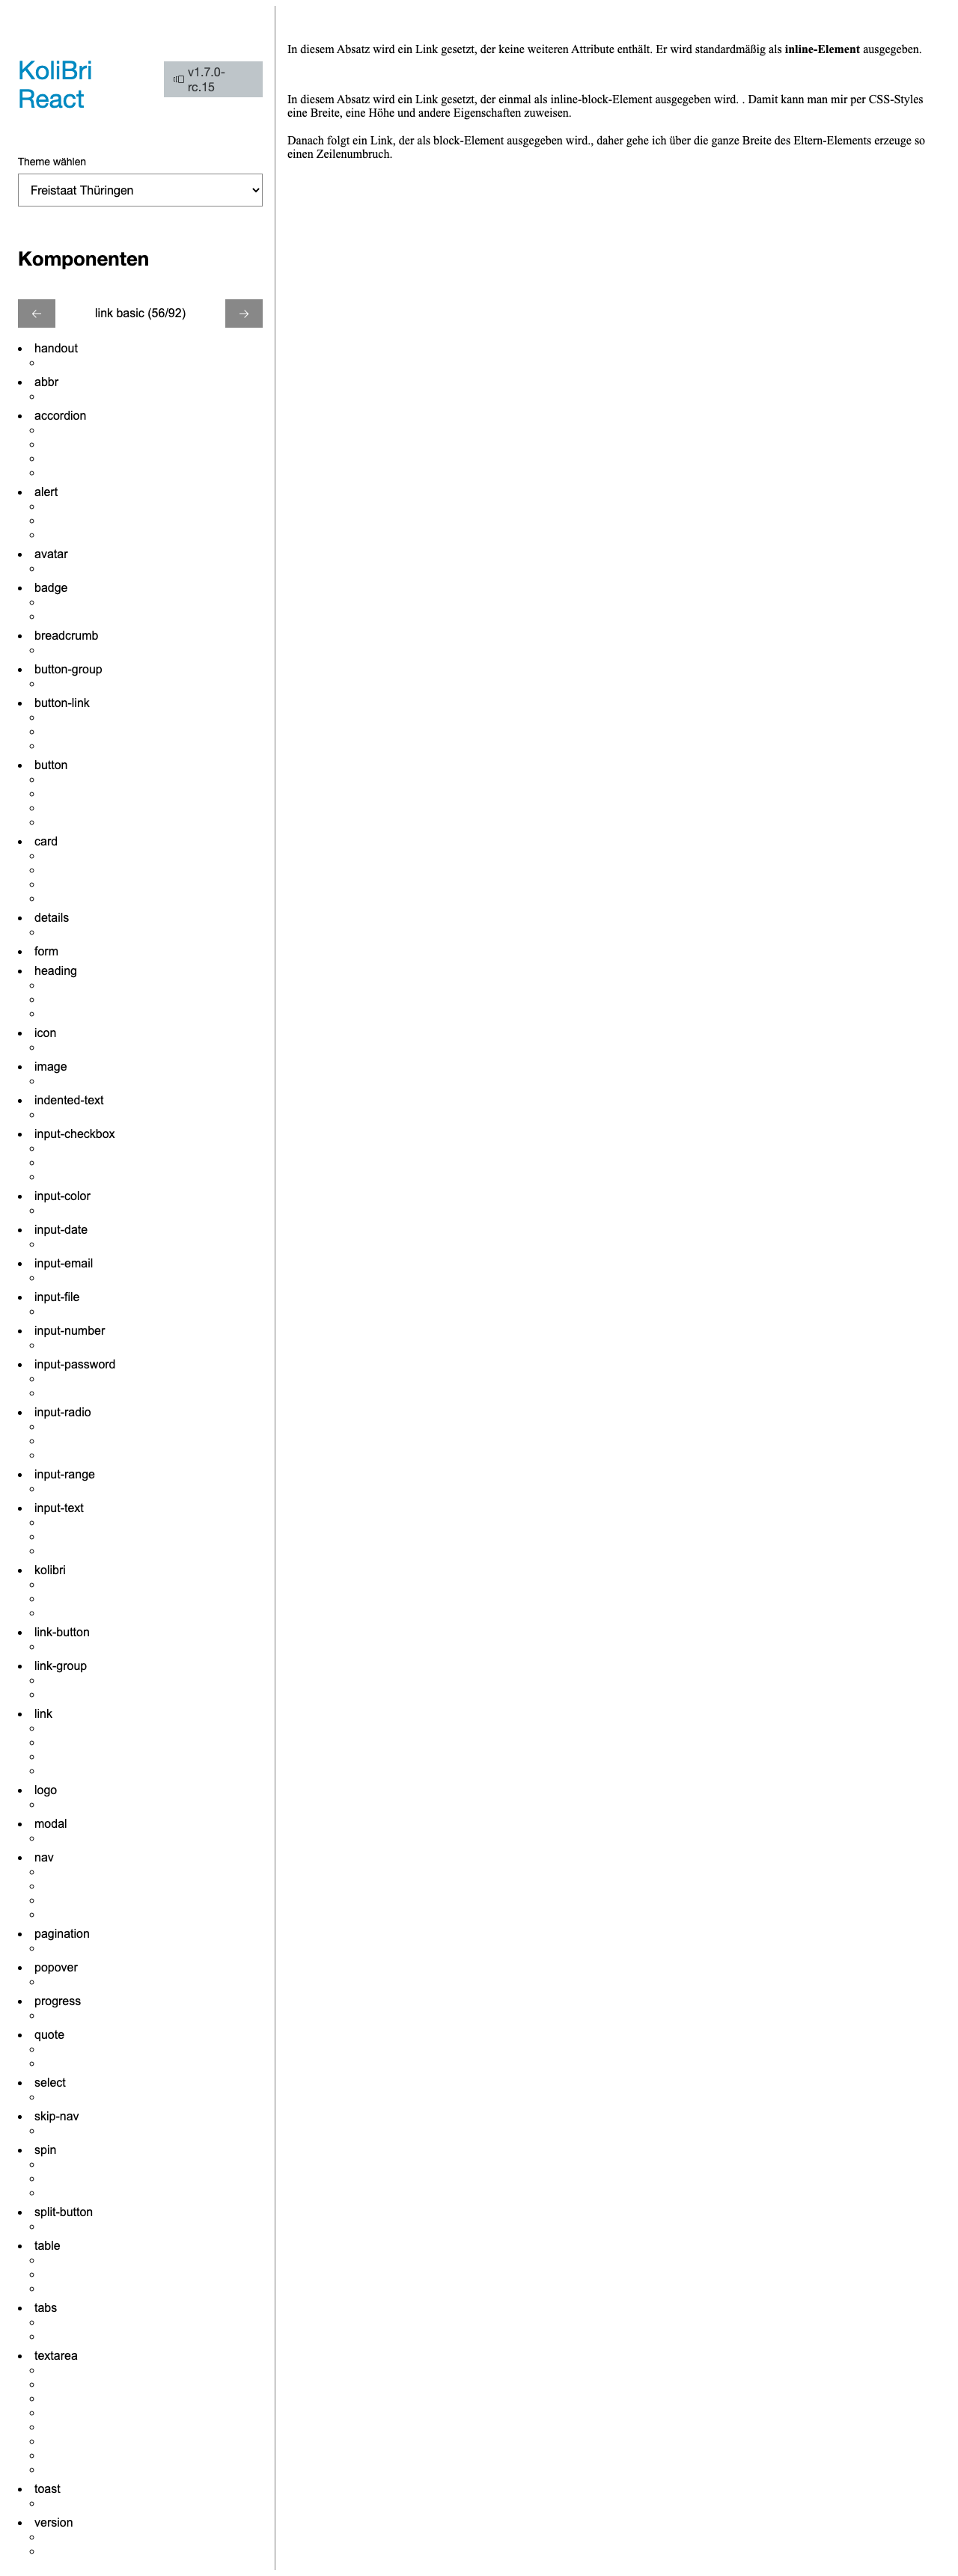 KoliBri
React
v1.7.0-
rc.15
Theme wählen
Freistaat Thüringen
Komponenten
link basic (56/92)
handout
abbr
accordion
alert
avatar
badge
breadcrumb
button-group
button-link
button
card
details
form
heading
icon
image
indented-text
input-checkbox
input-color
input-date
input-email
input-file
input-number
input-password
input-radio
input-range
input-text
kolibri
link-button
link-group
link
logo
modal
nav
pagination
popover
progress
quote
select
skip-nav
spin
split-button
table
tabs
textarea
toast
version
In diesem Absatz wird ein Link gesetzt, der keine weiteren Attribute enthält. Er wird standardmäßig als inline-Element ausgegeben.
In diesem Absatz wird ein Link gesetzt, der einmal als inline-block-Element ausgegeben wird. . Damit kann man mir per CSS-Styles
eine Breite, eine Höhe und andere Eigenschaften zuweisen.
Danach folgt ein Link, der als block-Element ausgegeben wird., daher gehe ich über die ganze Breite des Eltern-Elements erzeuge so
einen Zeilenumbruch.